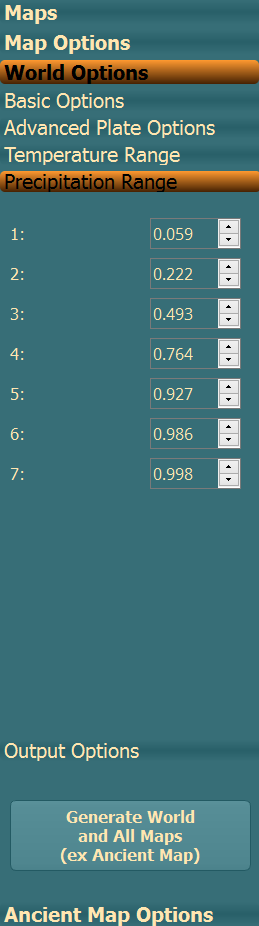 Maps
Map Options
World Options
Basic Options
Advanced Plate Options
Temperature Range
Precipitation Range
1: 0.059
2: 0.222
3: 0.493
4: 0.764
5: 0.927
6: 0.986
7: 0.998
Output Options
Generate World
and All Maps
(ex Ancient Map)
Ancient Map Options